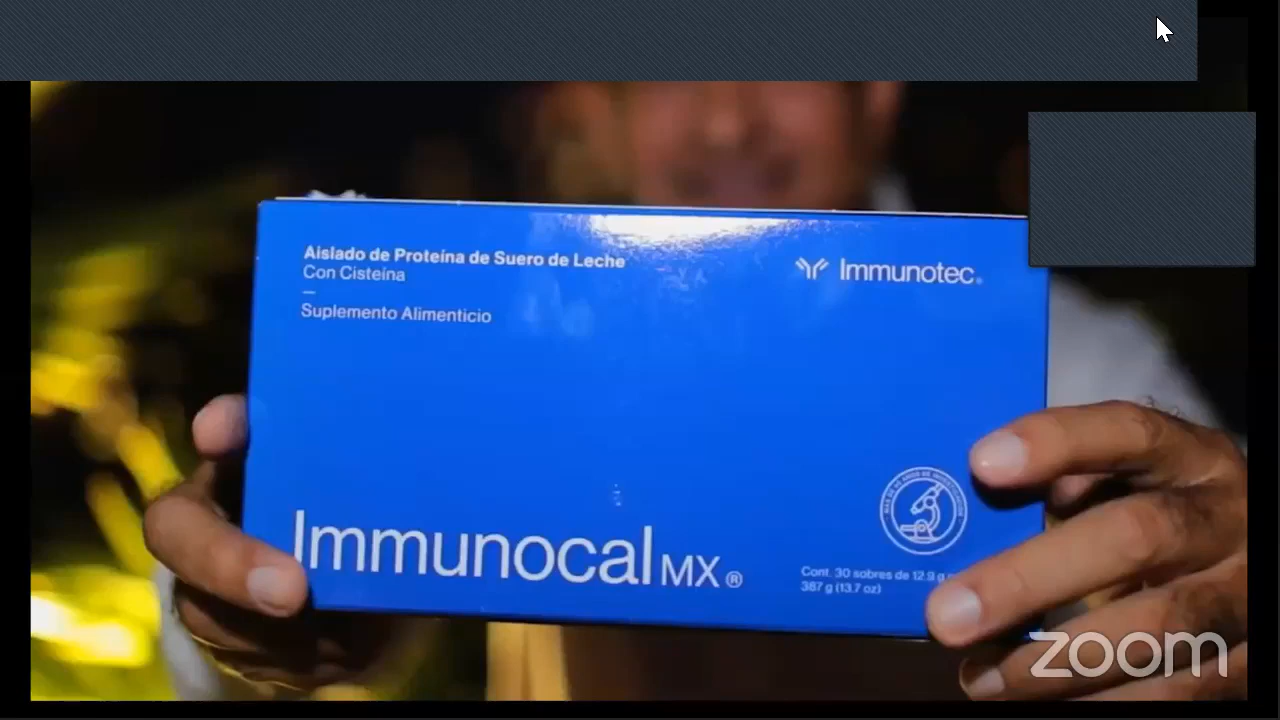 Aislado de Proteína de Suero de Leche
Con Cisteína
Suplemento Alimenticio
Immunotec®
Immunocal MX ®
Cont. 30 sobres de 12.9 g
387 g (13.7 oz)
zoom